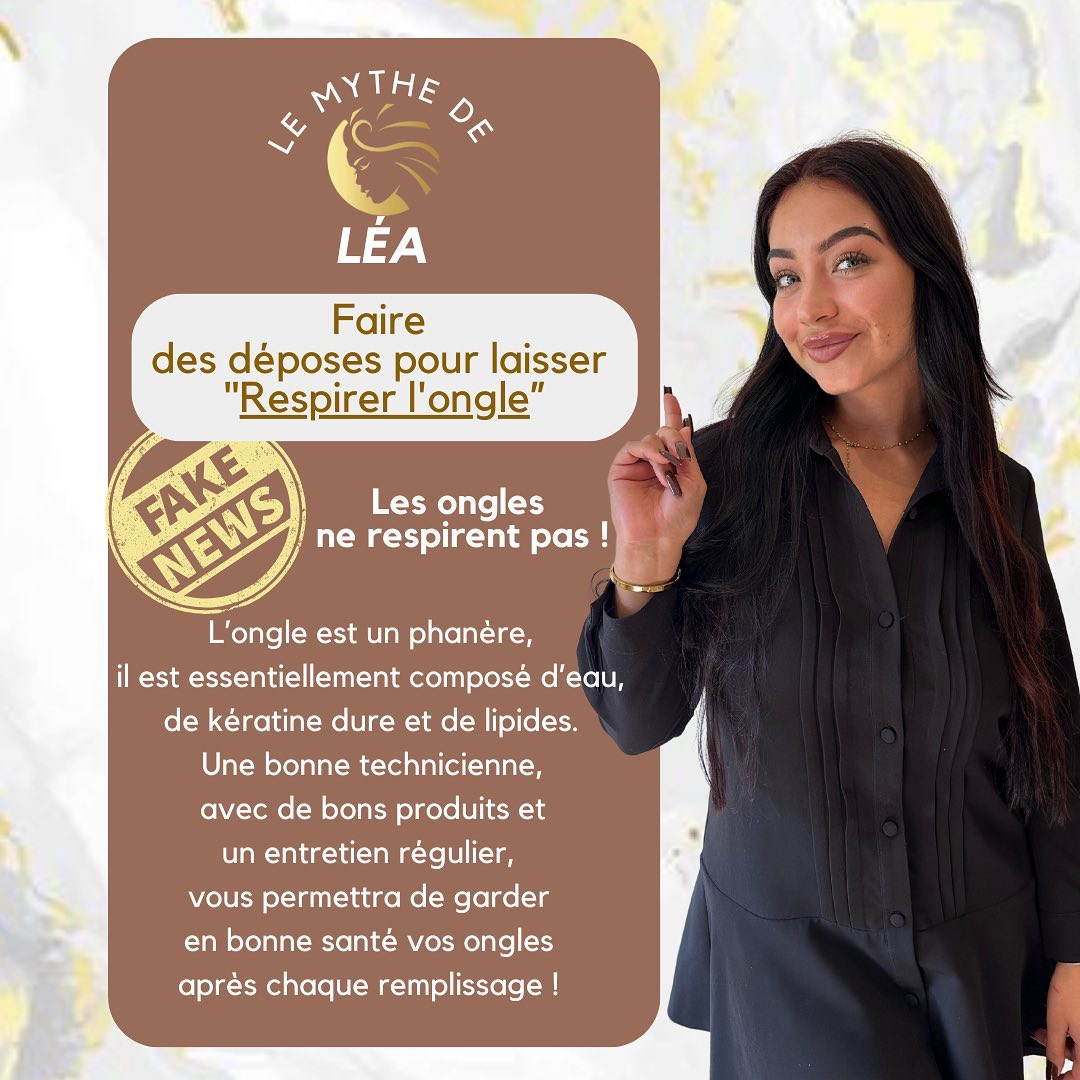 LE MYTHE DE
LÉA
Faire
des déposes pour laisser
"Respirer l'ongle”
FAKE
NEWS
Les ongles
ne respirent pas !
L’ongle est un phanère,
il est essentiellement composé d’eau,
de kératine dure et de lipides.
Une bonne technicienne,
avec de bons produits et
un entretien régulier,
vous permettra de garder
en bonne santé vos ongles
après chaque remplissage !